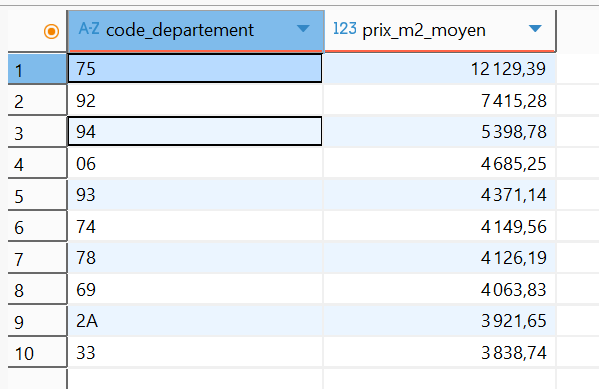 A-Z code_departement 123 prix_m2_moyen
1 75 12 129,39
2 92 7 415,28
3 94 5 398,78
4 06 4 685,25
5 93 4 371,14
6 74 4 149,56
7 78 4 126,19
8 69 4 063,83
9 2A 3 921,65
10 33 3 838,74